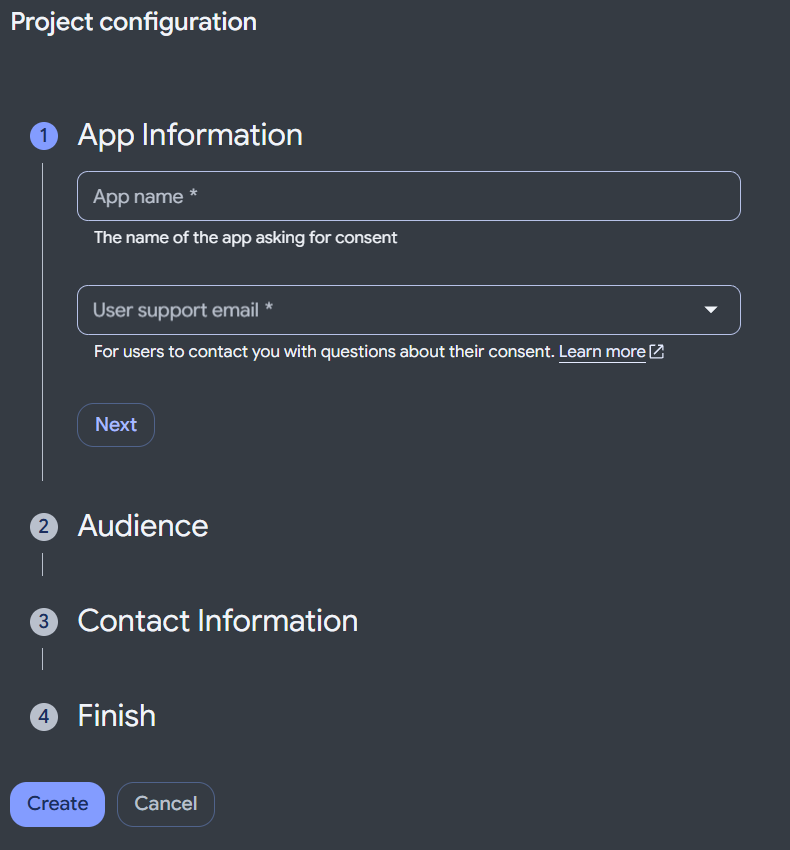 Project configuration
1 App Information
App name *
The name of the app asking for consent
User support email *
For users to contact you with questions about their consent. Learn more
Next
2 Audience
3 Contact Information
4 Finish
Create Cancel